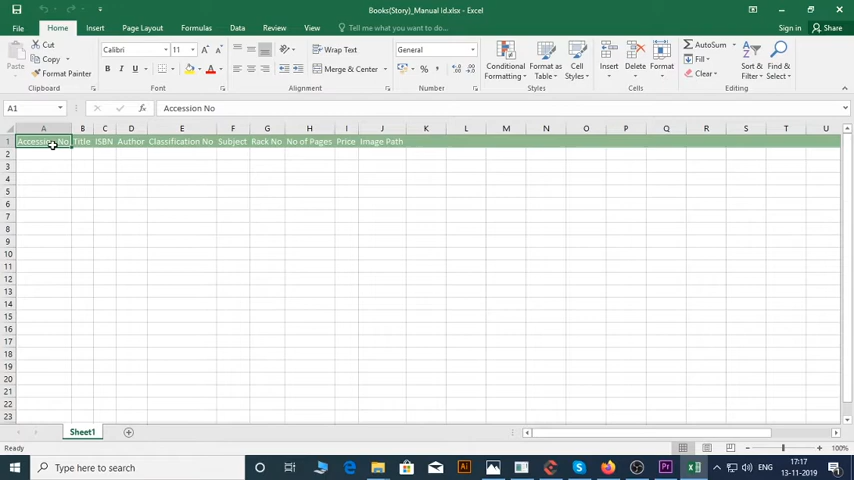 Books(Story)_Manual Id.xlsx - Excel
File Home Insert Page Layout Formulas Data Review View Help Tell me what you want to do Sign in Share
Cut
Copy
Format Painter
Paste
Clipboard
Calibri 11
B I U
Font
Wrap Text
Merge & Center
Alignment
General
% ,
Number
Conditional Formatting
Format as Table
Cell Styles
Styles
Insert Delete Format
Cells
AutoSum
Fill
Clear
Sort & Filter
Find & Select
Editing
A1 fx Accession No
A B C D E F G H I J K L M N O P Q R S T U
1 Accession No Title ISBN Author Classification No Subject Rack No No of Pages Price Image Path
2
3
4
5
6
7
8
9
10
11
12
13
14
15
16
17
18
19
20
21
22
23
Sheet1
Ready 100%
Type here to search ENG 17:17
13-11-2019